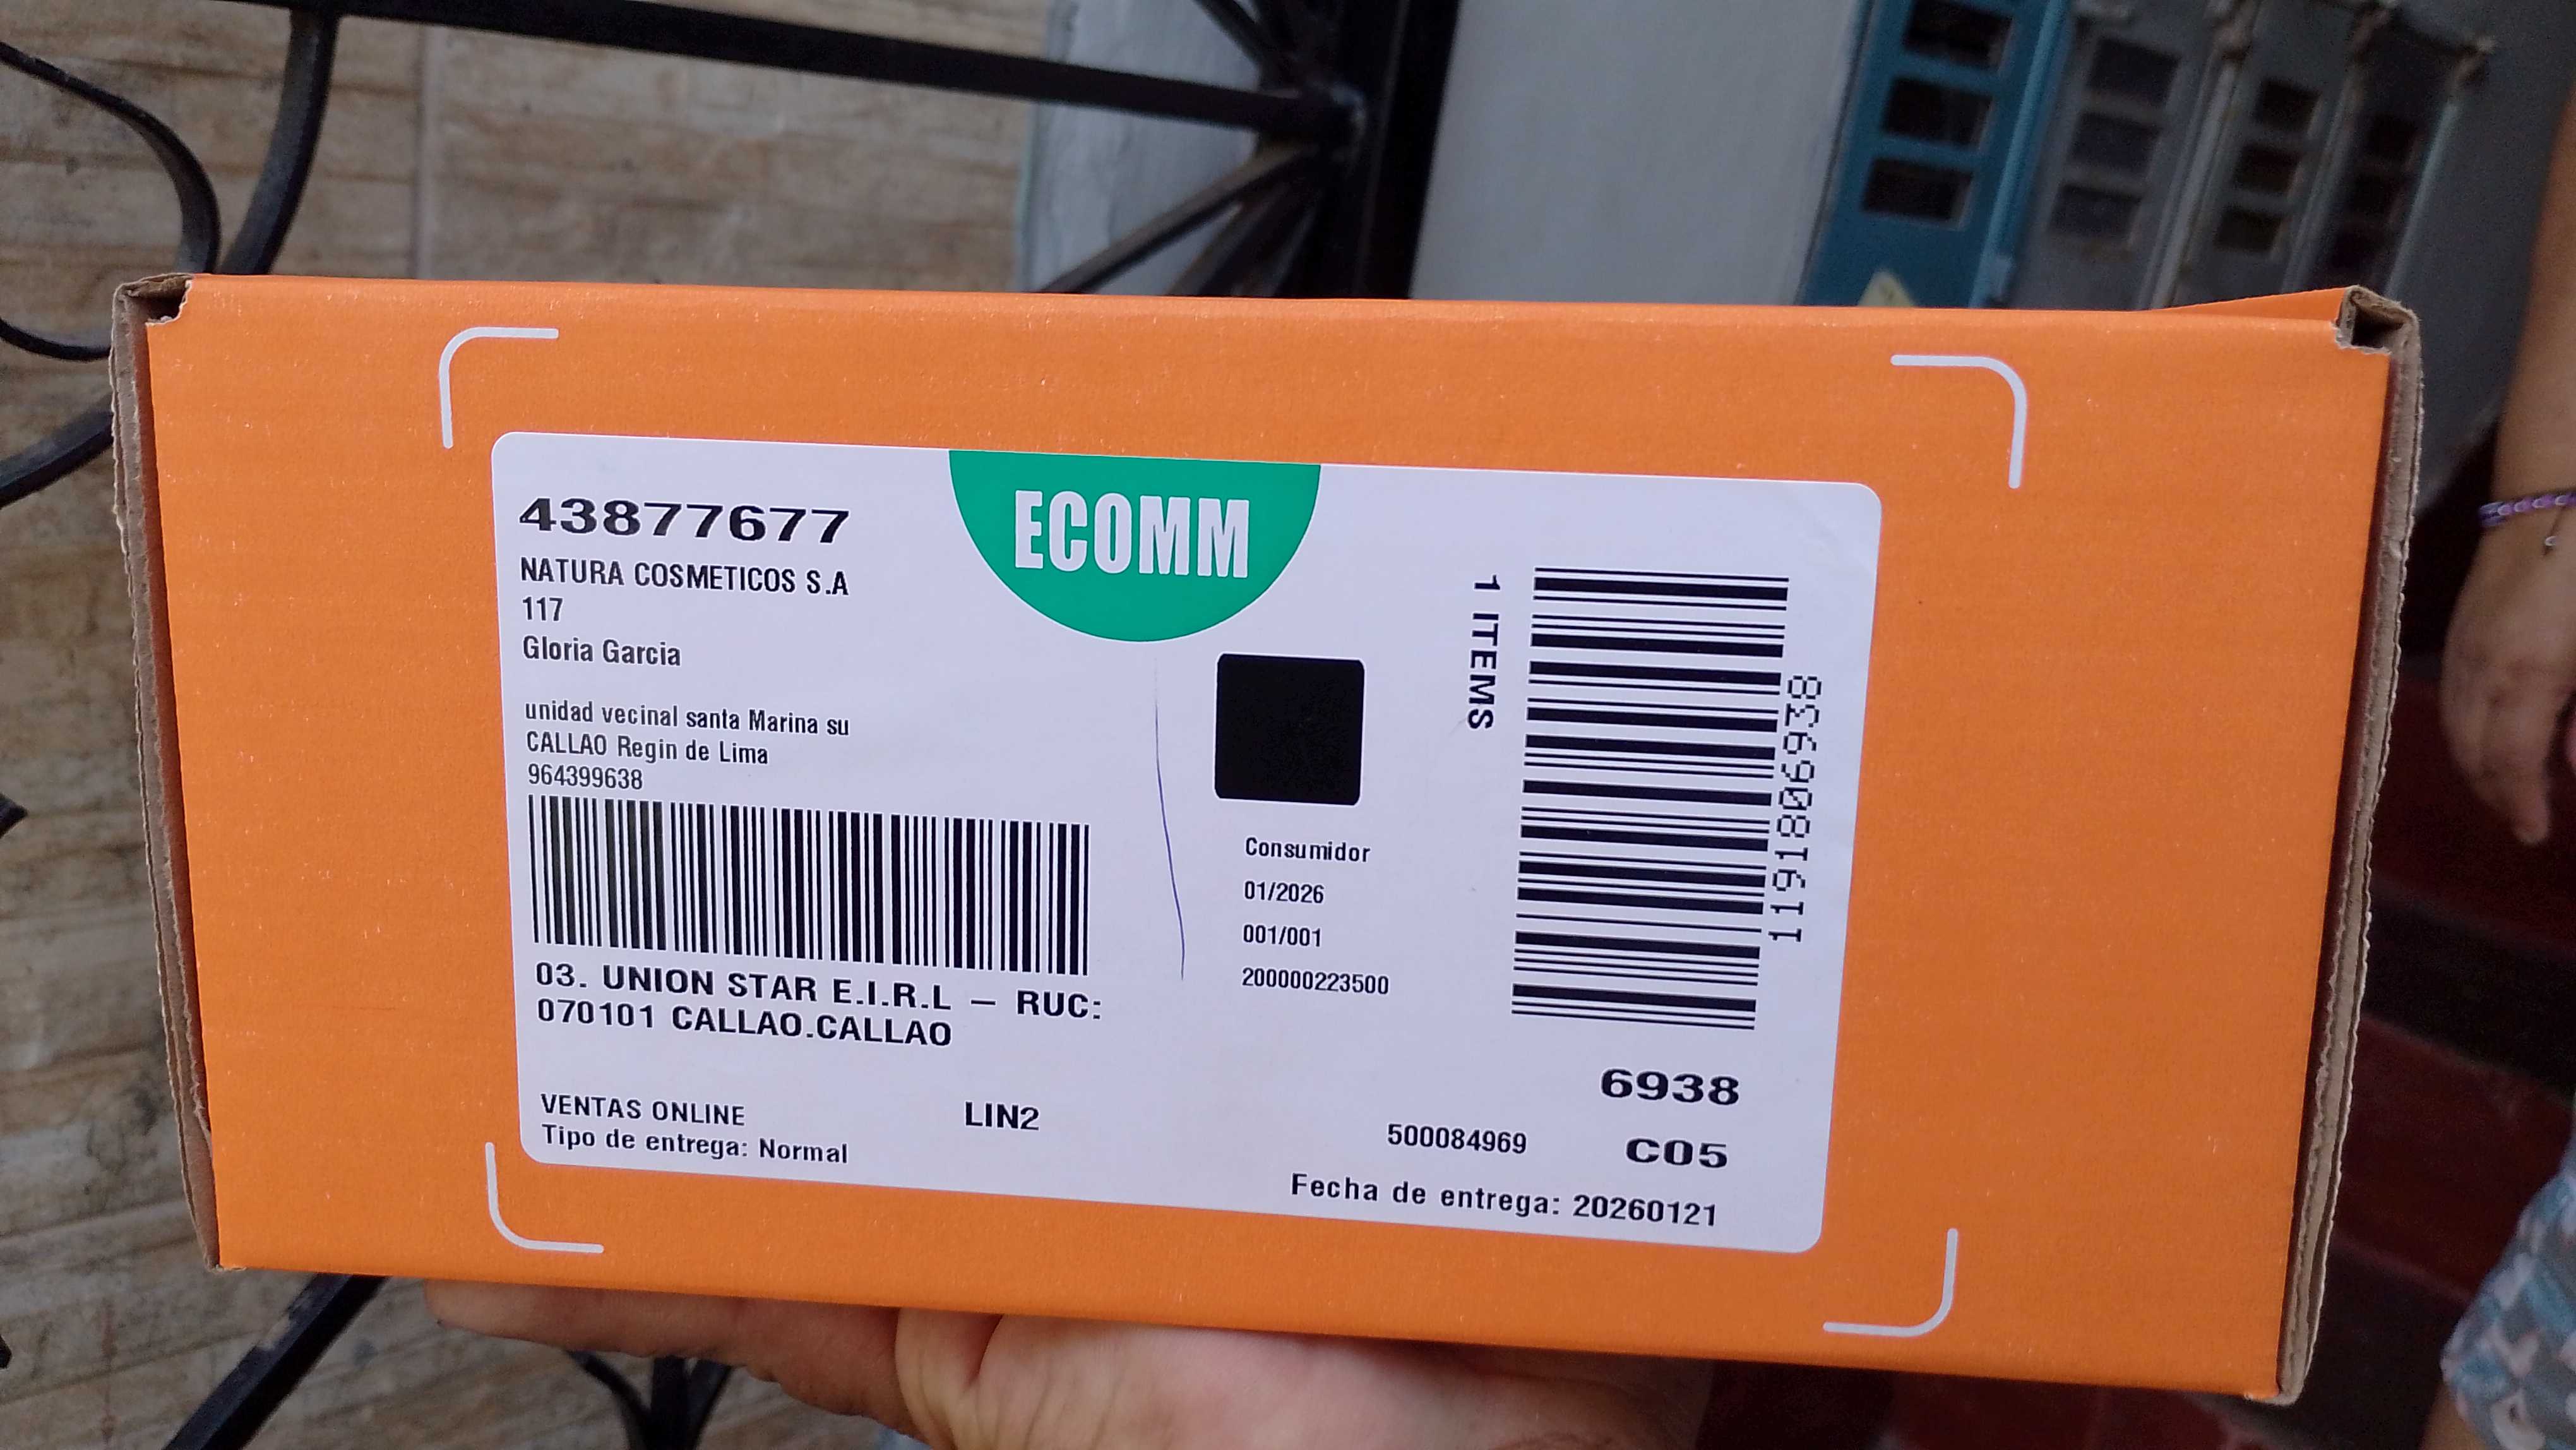 43877677
ECOMM
NATURA COSMETICOS S.A
117
Gloria Garcia
unidad vecinal santa Marina su
CALLAO Regin de Lima
964399638
03. UNION STAR E.I.R.L – RUC:
070101 CALLAO.CALLAO
VENTAS ONLINE
Tipo de entrega: Normal
LIN2
Consumidor
01/2026
001/001
200000223500
1 ITEMS
1191806938
6938
500084969
C05
Fecha de entrega: 20260121